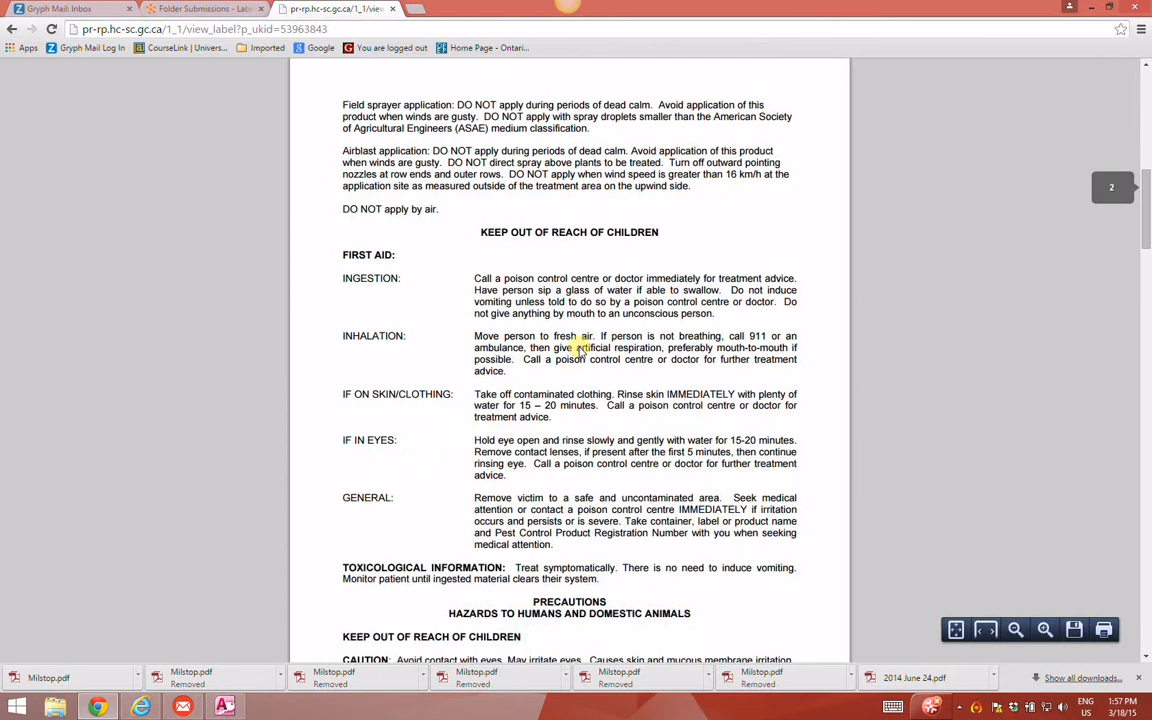 Gryph Mail: Inbox
Folder Submissions - Lab
pr-rp.hc-sc.gc.ca/1_1/view
pr-rp.hc-sc.gc.ca/1_1/view_label?p_ukid=53963843
Apps
Gryph Mail Log In
CourseLink | Univers...
Imported
Google
You are logged out
Home Page - Ontari...
Field sprayer application: DO NOT apply during periods of dead calm. Avoid application of this
product when winds are gusty. DO NOT apply with spray droplets smaller than the American Society
of Agricultural Engineers (ASAE) medium classification.
Airblast application: DO NOT apply during periods of dead calm. Avoid application of this product
when winds are gusty. DO NOT direct spray above plants to be treated. Turn off outward pointing
nozzles at row ends and outer rows. DO NOT apply when wind speed is greater than 16 km/h at the
application site as measured outside of the treatment area on the upwind side.
2
DO NOT apply by air.
KEEP OUT OF REACH OF CHILDREN
FIRST AID:
INGESTION: Call a poison control centre or doctor immediately for treatment advice.
Have person sip a glass of water if able to swallow. Do not induce
vomiting unless told to do so by a poison control centre or doctor. Do
not give anything by mouth to an unconscious person.
INHALATION: Move person to fresh air. If person is not breathing, call 911 or an
ambulance, then give artificial respiration, preferably mouth-to-mouth if
possible. Call a poison control centre or doctor for further treatment
advice.
IF ON SKIN/CLOTHING: Take off contaminated clothing. Rinse skin IMMEDIATELY with plenty of
water for 15 – 20 minutes. Call a poison control centre or doctor for
treatment advice.
IF IN EYES: Hold eye open and rinse slowly and gently with water for 15-20 minutes.
Remove contact lenses, if present after the first 5 minutes, then continue
rinsing eye. Call a poison control centre or doctor for further treatment
advice.
GENERAL: Remove victim to a safe and uncontaminated area. Seek medical
attention or contact a poison control centre IMMEDIATELY if irritation
occurs and persists or is severe. Take container, label or product name
and Pest Control Product Registration Number with you when seeking
medical attention.
TOXICOLOGICAL INFORMATION: Treat symptomatically. There is no need to induce vomiting.
Monitor patient until ingested material clears their system.
PRECAUTIONS
HAZARDS TO HUMANS AND DOMESTIC ANIMALS
KEEP OUT OF REACH OF CHILDREN
CAUTION: Avoid contact with eyes. May irritate eyes. Causes skin and mucous membrane irritation.
Milstop.pdf
Milstop.pdf
Removed
Milstop.pdf
Removed
Milstop.pdf
Removed
Milstop.pdf
Removed
Milstop.pdf
Removed
2014 June 24.pdf
Show all downloads...
ENG
US
1:57 PM
3/18/15